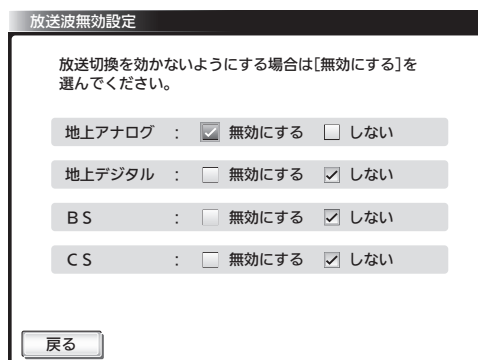 放送波無効設定
放送切換を効かないようにする場合は[無効にする]を
選んでください。
地上アナログ : 無効にする しない
地上デジタル : 無効にする しない
BS : 無効にする しない
CS : 無効にする しない
戻る